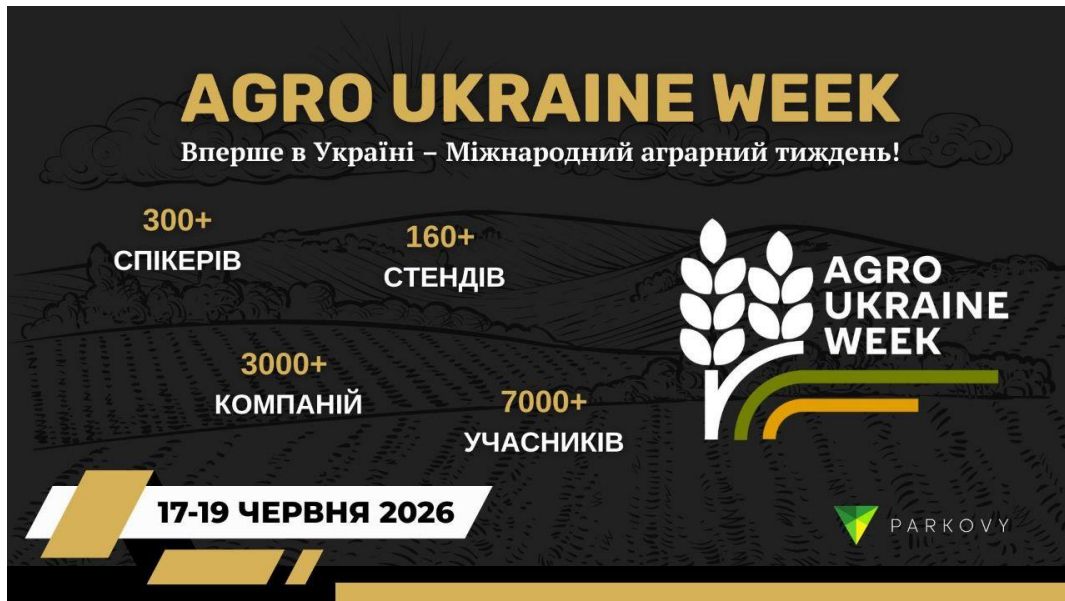 AGRO UKRAINE WEEK
Вперше в Україні – Міжнародний аграрний тиждень!
300+
СПІКЕРІВ
160+
СТЕНДІВ
3000+
КОМПАНІЙ
7000+
УЧАСНИКІВ
AGRO
UKRAINE
WEEK
17-19 ЧЕРВНЯ 2026
PARKOVY